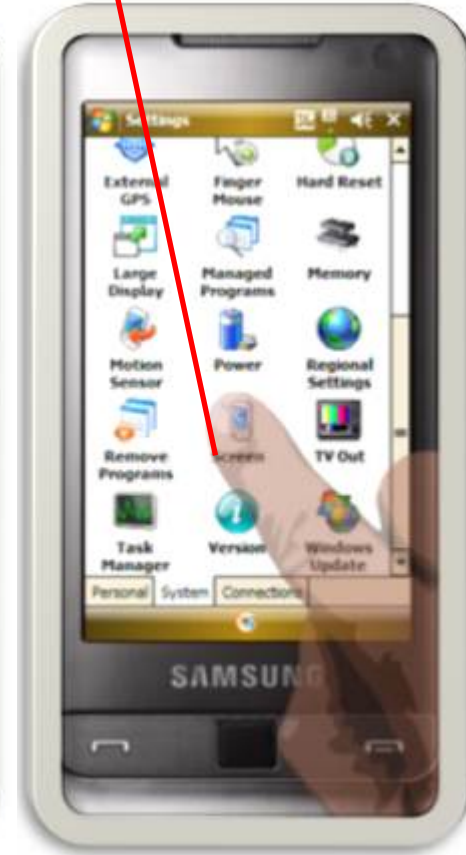 Settings
External Finger Hard Reset
GPS Mouse
Large Managed Memory
Display Programs
Motion Power Regional
Sensor Settings
Remove Screen TV Out
Programs
Task Version Windows
Manager Update
Personal System Connections
SAMSUNG